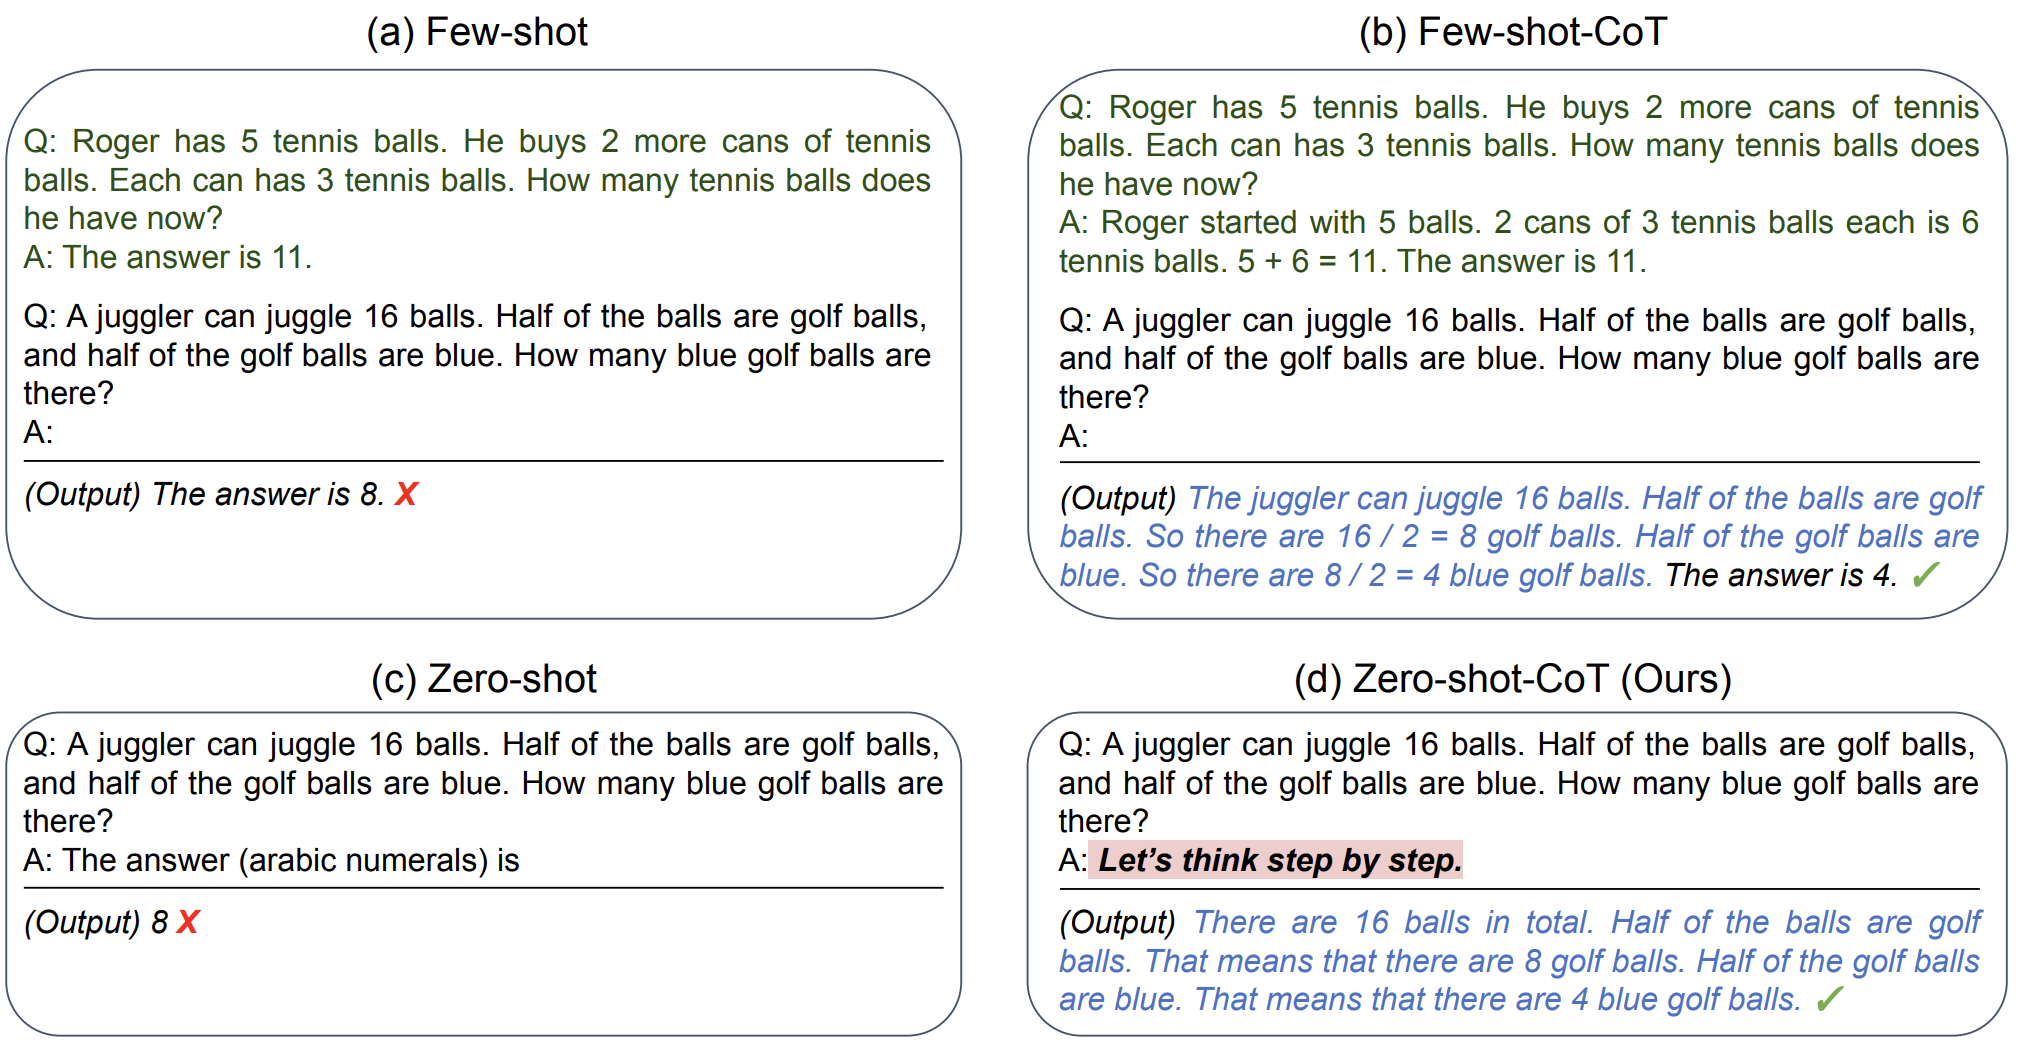 (a) Few-shot
Q: Roger has 5 tennis balls. He buys 2 more cans of tennis
balls. Each can has 3 tennis balls. How many tennis balls does
he have now?
A: The answer is 11.
Q: A juggler can juggle 16 balls. Half of the balls are golf balls,
and half of the golf balls are blue. How many blue golf balls are
there?
A:
(Output) The answer is 8. X
(b) Few-shot-CoT
Q: Roger has 5 tennis balls. He buys 2 more cans of tennis
balls. Each can has 3 tennis balls. How many tennis balls does
he have now?
A: Roger started with 5 balls. 2 cans of 3 tennis balls each is 6
tennis balls. 5 + 6 = 11. The answer is 11.
Q: A juggler can juggle 16 balls. Half of the balls are golf balls,
and half of the golf balls are blue. How many blue golf balls are
there?
A:
(Output) The juggler can juggle 16 balls. Half of the balls are golf
balls. So there are 16 / 2 = 8 golf balls. Half of the golf balls are
blue. So there are 8 / 2 = 4 blue golf balls. The answer is 4. ✓
(c) Zero-shot
Q: A juggler can juggle 16 balls. Half of the balls are golf balls,
and half of the golf balls are blue. How many blue golf balls are
there?
A: The answer (arabic numerals) is
(Output) 8 X
(d) Zero-shot-CoT (Ours)
Q: A juggler can juggle 16 balls. Half of the balls are golf balls,
and half of the golf balls are blue. How many blue golf balls are
there?
A: Let’s think step by step.
(Output) There are 16 balls in total. Half of the balls are golf
balls. That means that there are 8 golf balls. Half of the golf balls
are blue. That means that there are 4 blue golf balls. ✓